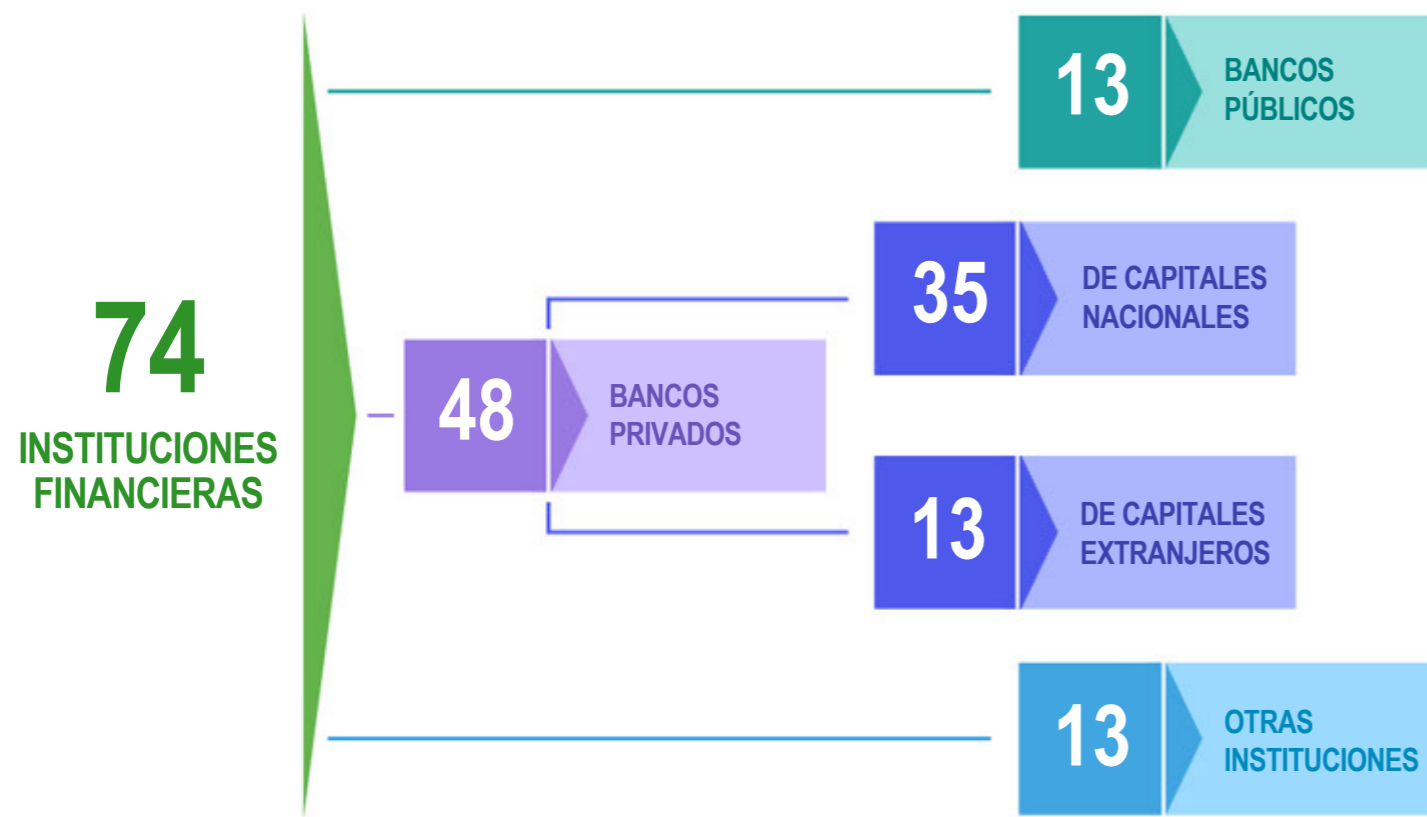 74
INSTITUCIONES
FINANCIERAS
13
BANCOS
PÚBLICOS
48
BANCOS
PRIVADOS
35
DE CAPITALES
NACIONALES
13
DE CAPITALES
EXTRANJEROS
13
OTRAS
INSTITUCIONES